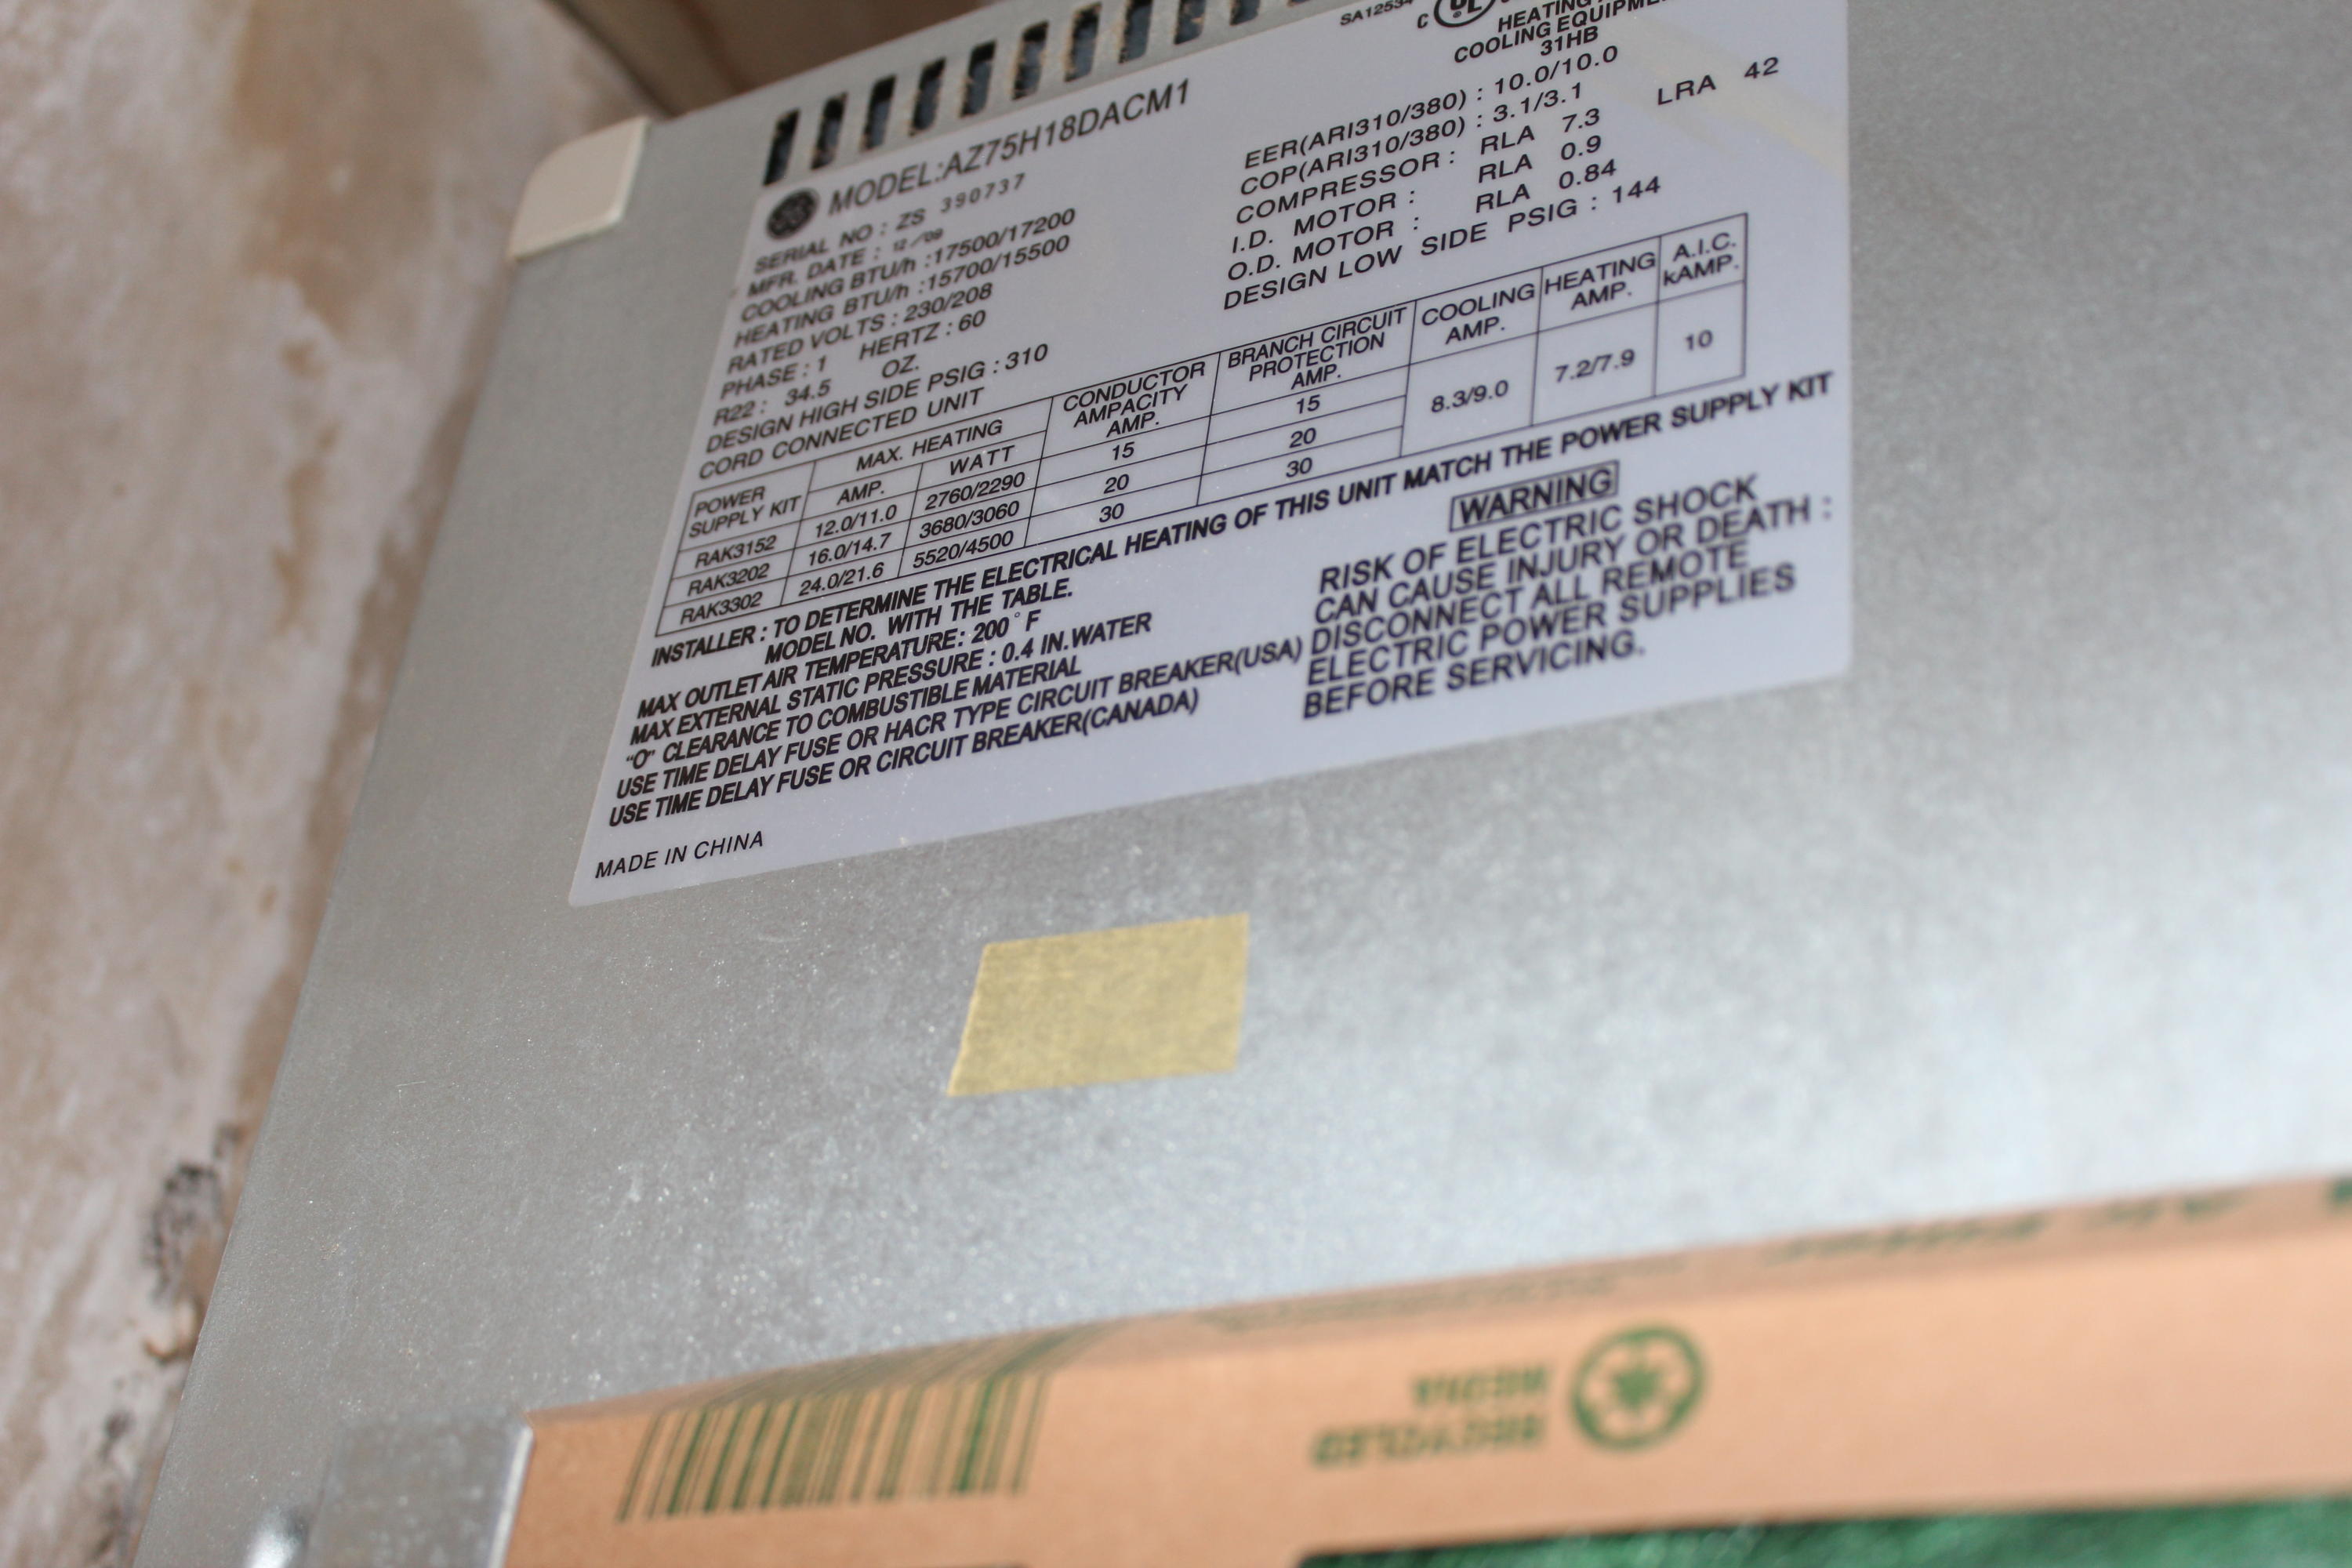 SA12534
C UL
HEATING
COOLING EQUIPMENT
31HB
MODEL:AZ75H18DACM1
SERIAL NO : ZS 390737
MFR. DATE : 12/09
COOLING BTU/h :17500/17200
HEATING BTU/h :15700/15500
RATED VOLTS : 230/208
PHASE : 1 HERTZ : 60
R22 : 34.5 OZ.
DESIGN HIGH SIDE PSIG : 310
CORD CONNECTED UNIT
EER(ARI310/380) : 10.0/10.0
COP(ARI310/380) : 3.1/3.1
COMPRESSOR : RLA 7.3 LRA 42
I.D. MOTOR : RLA 0.9
O.D. MOTOR : RLA 0.84
DESIGN LOW SIDE PSIG : 144
POWER SUPPLY KIT MAX. HEATING CONDUCTOR AMPACITY AMP. BRANCH CIRCUIT PROTECTION AMP. COOLING AMP. HEATING AMP. A.I.C. kAMP.
AMP. WATT
RAK3152 12.0/11.0 2760/2290 15 15 8.3/9.0 7.2/7.9 10
RAK3202 16.0/14.7 3680/3060 20 20
RAK3302 24.0/21.6 5520/4500 30 30
INSTALLER : TO DETERMINE THE ELECTRICAL HEATING OF THIS UNIT MATCH THE POWER SUPPLY KIT
MODEL NO. WITH THE TABLE.
MAX OUTLET AIR TEMPERATURE: 200 °F
MAX EXTERNAL STATIC PRESSURE : 0.4 IN.WATER
"O" CLEARANCE TO COMBUSTIBLE MATERIAL
USE TIME DELAY FUSE OR HACR TYPE CIRCUIT BREAKER(USA)
USE TIME DELAY FUSE OR CIRCUIT BREAKER(CANADA)
WARNING
RISK OF ELECTRIC SHOCK
CAN CAUSE INJURY OR DEATH :
DISCONNECT ALL REMOTE
ELECTRIC POWER SUPPLIES
BEFORE SERVICING.
MADE IN CHINA
RECYCLED
MEDIA